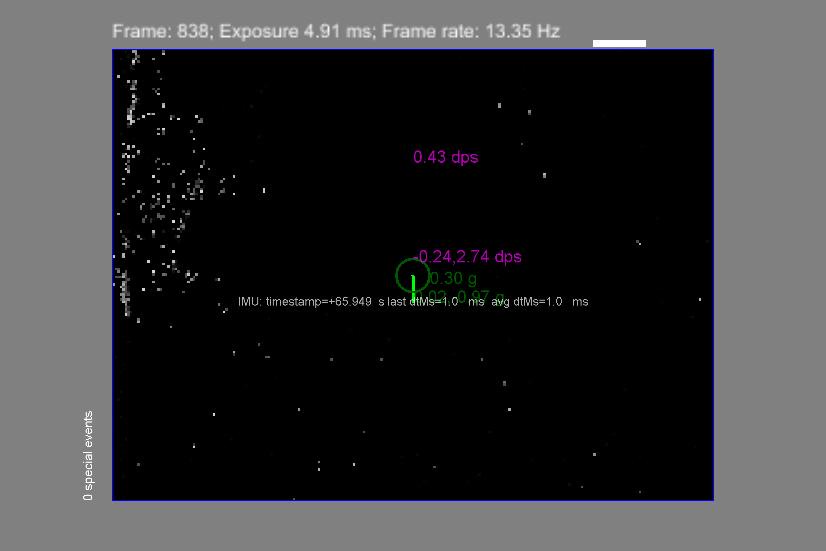 Frame: 838; Exposure 4.91 ms; Frame rate: 13.35 Hz
0.43 dps
-0.24,2.74 dps
0.30 g
IMU: timestamp=+65.949 s last dtMs=1.0 ms avg dtMs=1.0 ms
0 special events